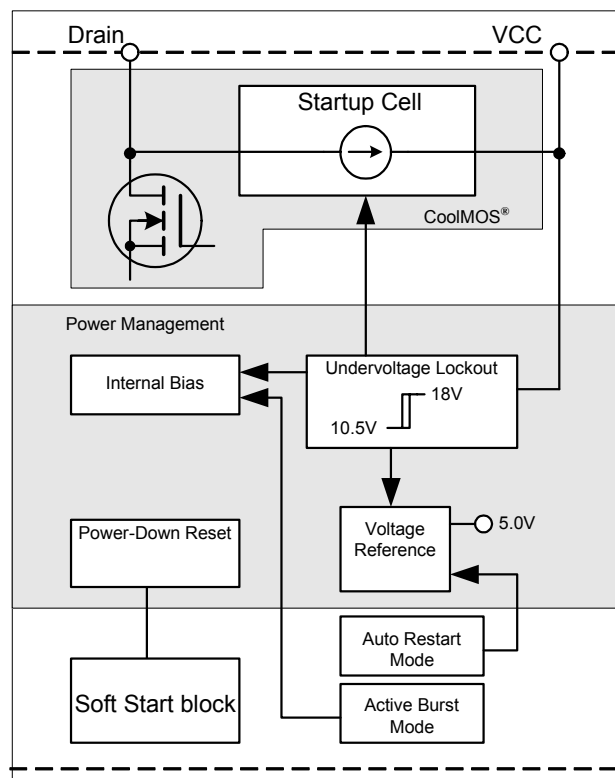 Drain
VCC
Startup Cell
CoolMOS®
Power Management
Internal Bias
Undervoltage Lockout
18V
10.5V
Power-Down Reset
Voltage
Reference
5.0V
Auto Restart
Mode
Soft Start block
Active Burst
Mode